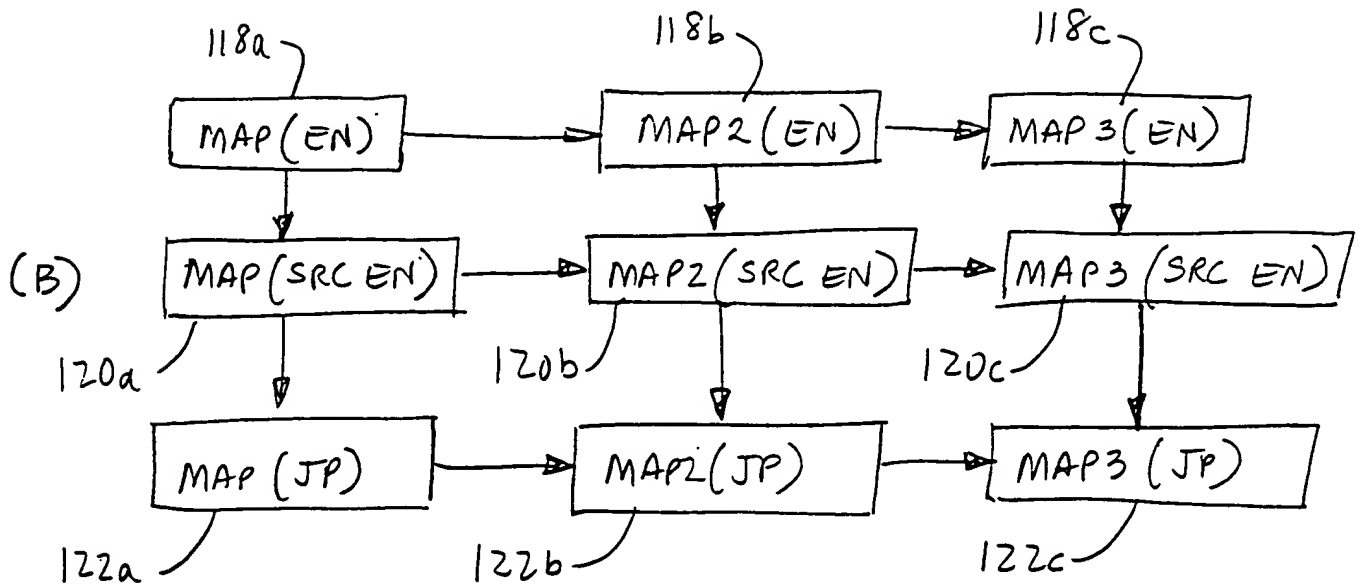 118a 118b 118c
MAP (EN) MAP2 (EN) MAP3 (EN)
(B) MAP (SRC EN) MAP2 (SRC EN) MAP3 (SRC EN)
120a 120b 120c
MAP (JP) MAP2 (JP) MAP3 (JP)
122a 122b 122c